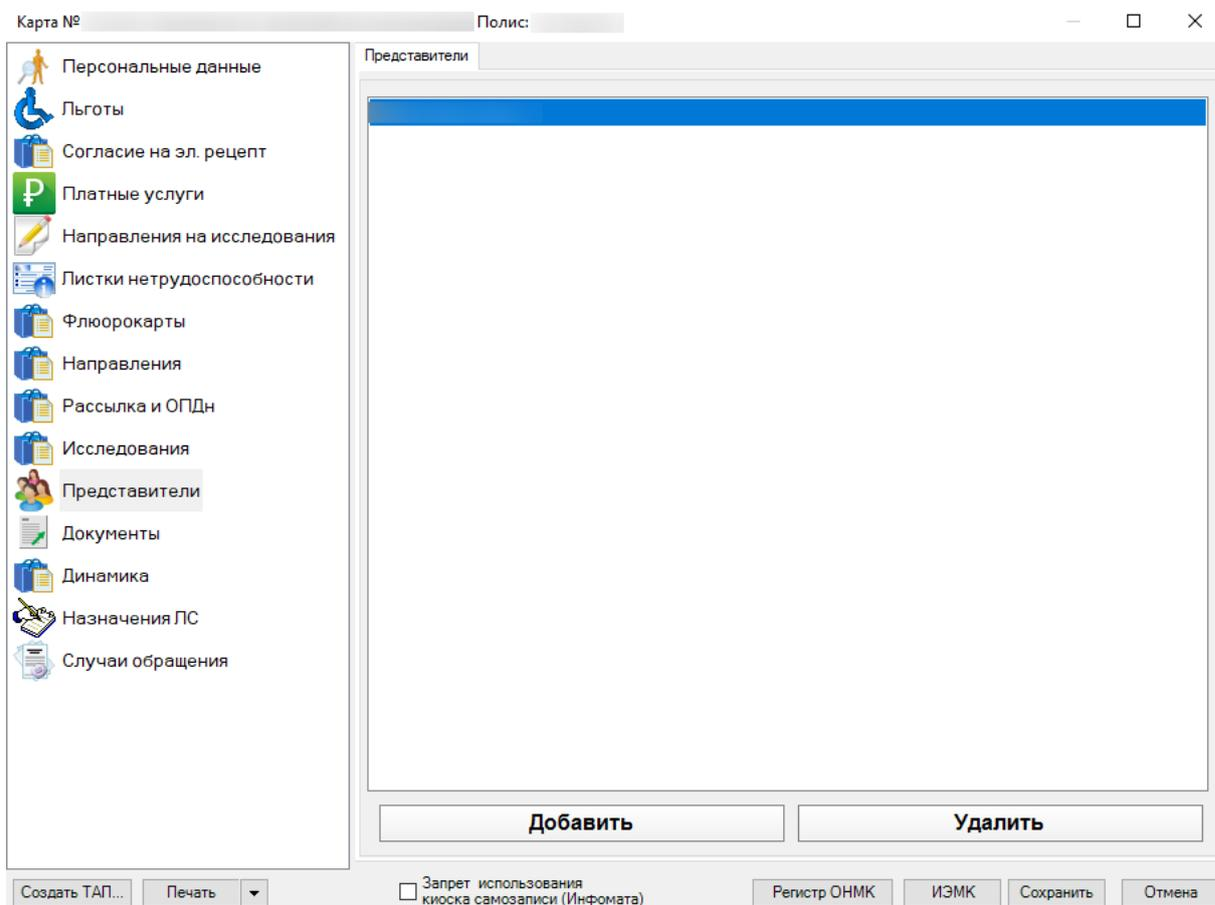 Карта № Полис:
Персональные данные
Льготы
Согласие на эл. рецепт
Платные услуги
Направления на исследования
Листки нетрудоспособности
Флюорокарты
Направления
Рассылка и ОПДн
Исследования
Представители
Документы
Динамика
Назначения ЛС
Случаи обращения
Представители
Добавить Удалить
Создать ТАП... Печать
Запрет использования
киоска самозаписи (Инфомата)
Регистр ОНМК ИЭМК Сохранить Отмена